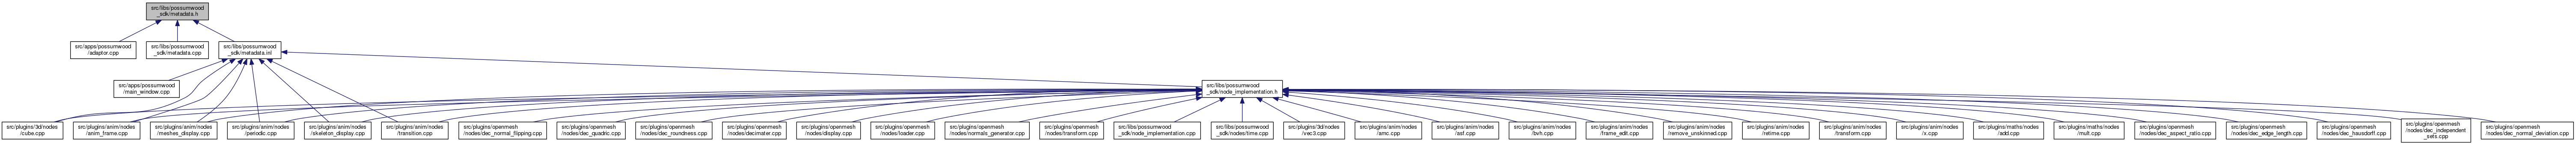 src/libs/possumwood
_sdk/metadata.h
src/apps/possumwood
/adaptor.cpp
src/libs/possumwood
_sdk/metadata.cpp
src/libs/possumwood
_sdk/metadata.inl
src/apps/possumwood
/main_window.cpp
src/libs/possumwood
_sdk/node_implementation.h
src/plugins/3d/nodes
/cube.cpp
src/plugins/anim/nodes
/anim_frame.cpp
src/plugins/anim/nodes
/meshes_display.cpp
src/plugins/anim/nodes
/periodic.cpp
src/plugins/anim/nodes
/skeleton_display.cpp
src/plugins/anim/nodes
/transition.cpp
src/plugins/openmesh
/nodes/dec_normal_flipping.cpp
src/plugins/openmesh
/nodes/dec_quadric.cpp
src/plugins/openmesh
/nodes/dec_roundness.cpp
src/plugins/openmesh
/nodes/decimater.cpp
src/plugins/openmesh
/nodes/display.cpp
src/plugins/openmesh
/nodes/loader.cpp
src/plugins/openmesh
/nodes/normals_generator.cpp
src/plugins/openmesh
/nodes/transform.cpp
src/libs/possumwood
_sdk/node_implementation.cpp
src/libs/possumwood
_sdk/nodes/time.cpp
src/plugins/3d/nodes
/vec3.cpp
src/plugins/anim/nodes
/amc.cpp
src/plugins/anim/nodes
/asf.cpp
src/plugins/anim/nodes
/bvh.cpp
src/plugins/anim/nodes
/frame_edit.cpp
src/plugins/anim/nodes
/remove_unskinned.cpp
src/plugins/anim/nodes
/retime.cpp
src/plugins/anim/nodes
/transform.cpp
src/plugins/anim/nodes
/x.cpp
src/plugins/maths/nodes
/add.cpp
src/plugins/maths/nodes
/mult.cpp
src/plugins/openmesh
/nodes/dec_aspect_ratio.cpp
src/plugins/openmesh
/nodes/dec_edge_length.cpp
src/plugins/openmesh
/nodes/dec_hausdorff.cpp
src/plugins/openmesh
/nodes/dec_independent
_sets.cpp
src/plugins/openmesh
/nodes/dec_normal_deviation.cpp